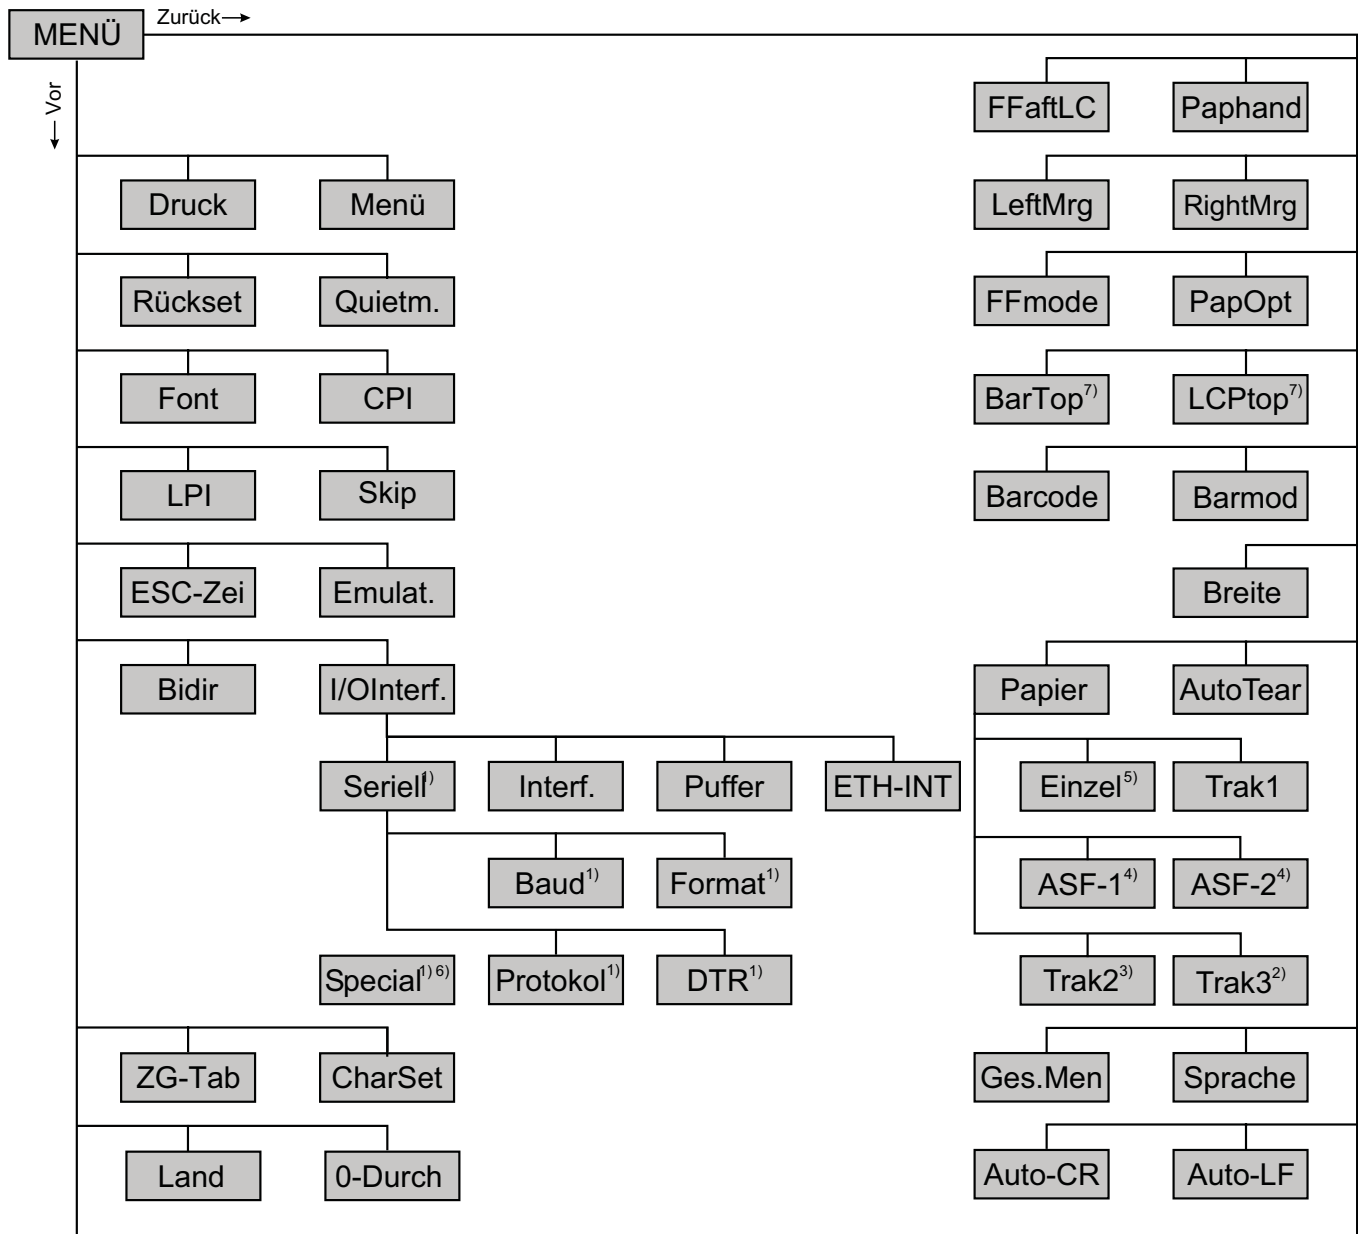 MENÜ
Zurück→
← Vor
FFaftLC Paphand
Druck Menü LeftMrg RightMrg
Rückset Quietm. FFmode PapOpt
Font CPI BarTop7) LCPtop7)
LPI Skip Barcode Barmod
ESC-Zei Emulat. Breite
Bidir I/OInterf. Papier AutoTear
Seriell1) Interf. Puffer ETH-INT Einzel5) Trak1
Baud1) Format1) ASF-14) ASF-24)
Special1) 6) Protokol1) DTR1) Trak23) Trak32)
ZG-Tab CharSet Ges.Men Sprache
Land 0-Durch Auto-CR Auto-LF